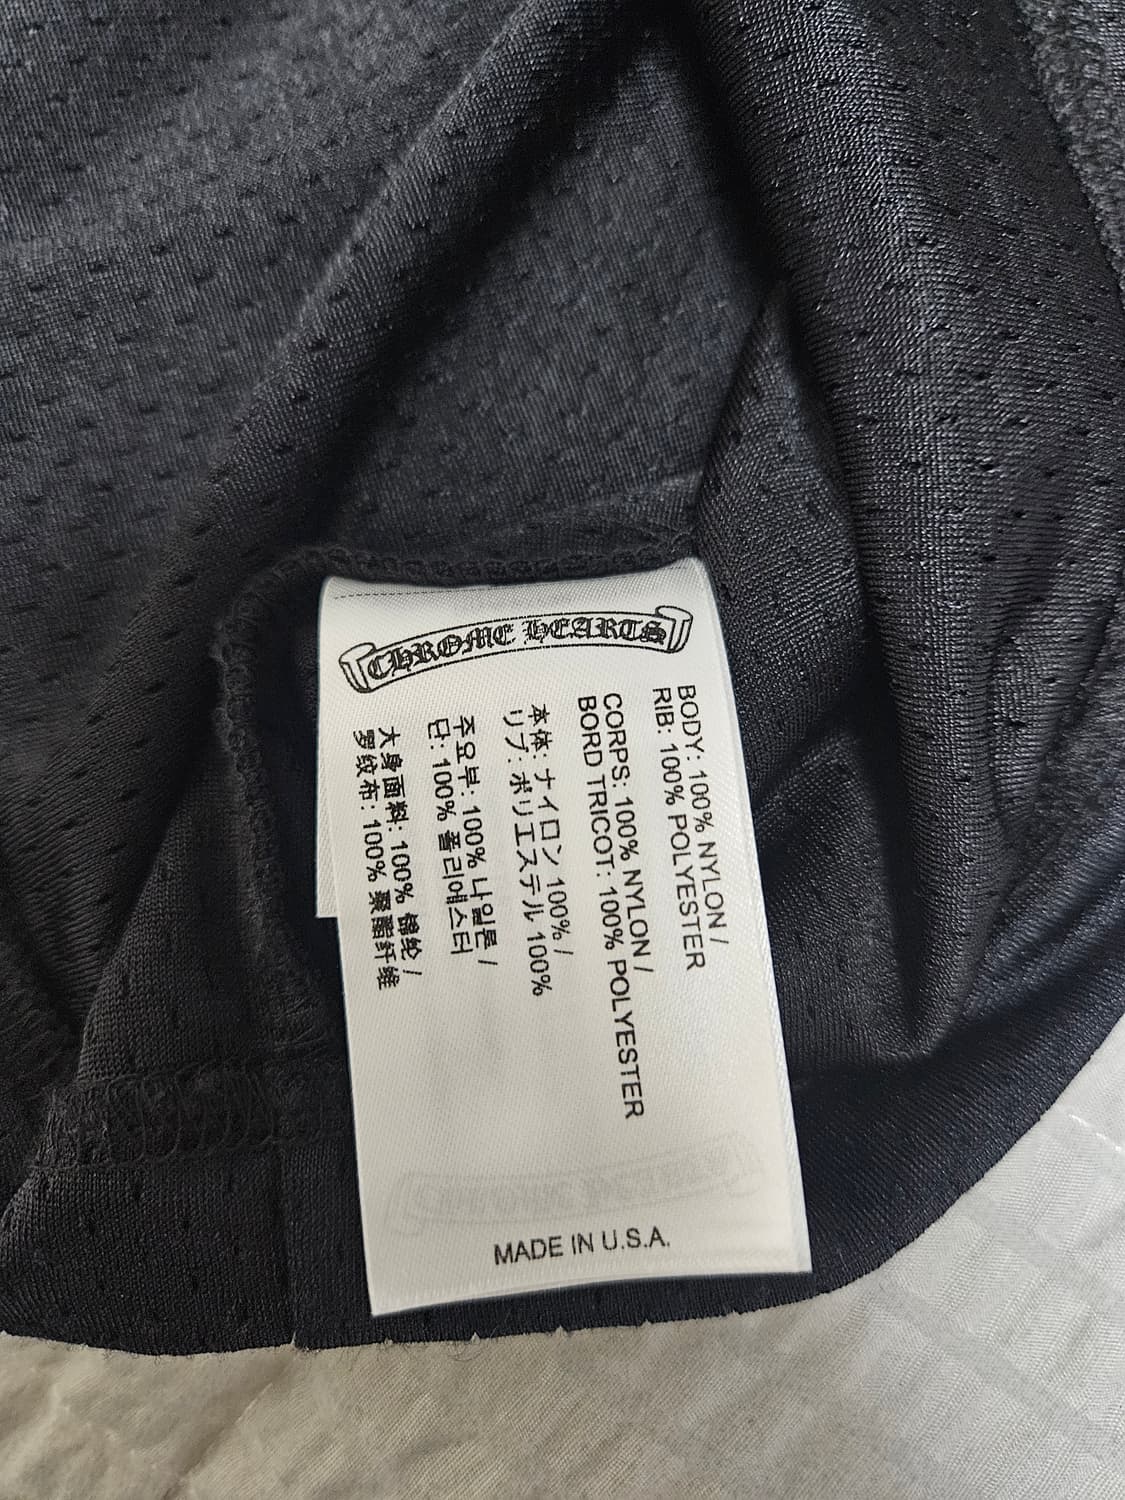 CHROME HEARTS
BODY: 100% NYLON /
RIB: 100% POLYESTER
CORPS: 100% NYLON /
BORD TRICOT: 100% POLYESTER
本体: ナイロン 100% /
リブ: ポリエステル 100%
주요부: 100% 나일론 /
단: 100% 폴리에스터
大身面料: 100% 锦纶 /
罗纹布: 100% 聚酯纤维
MADE IN U.S.A.